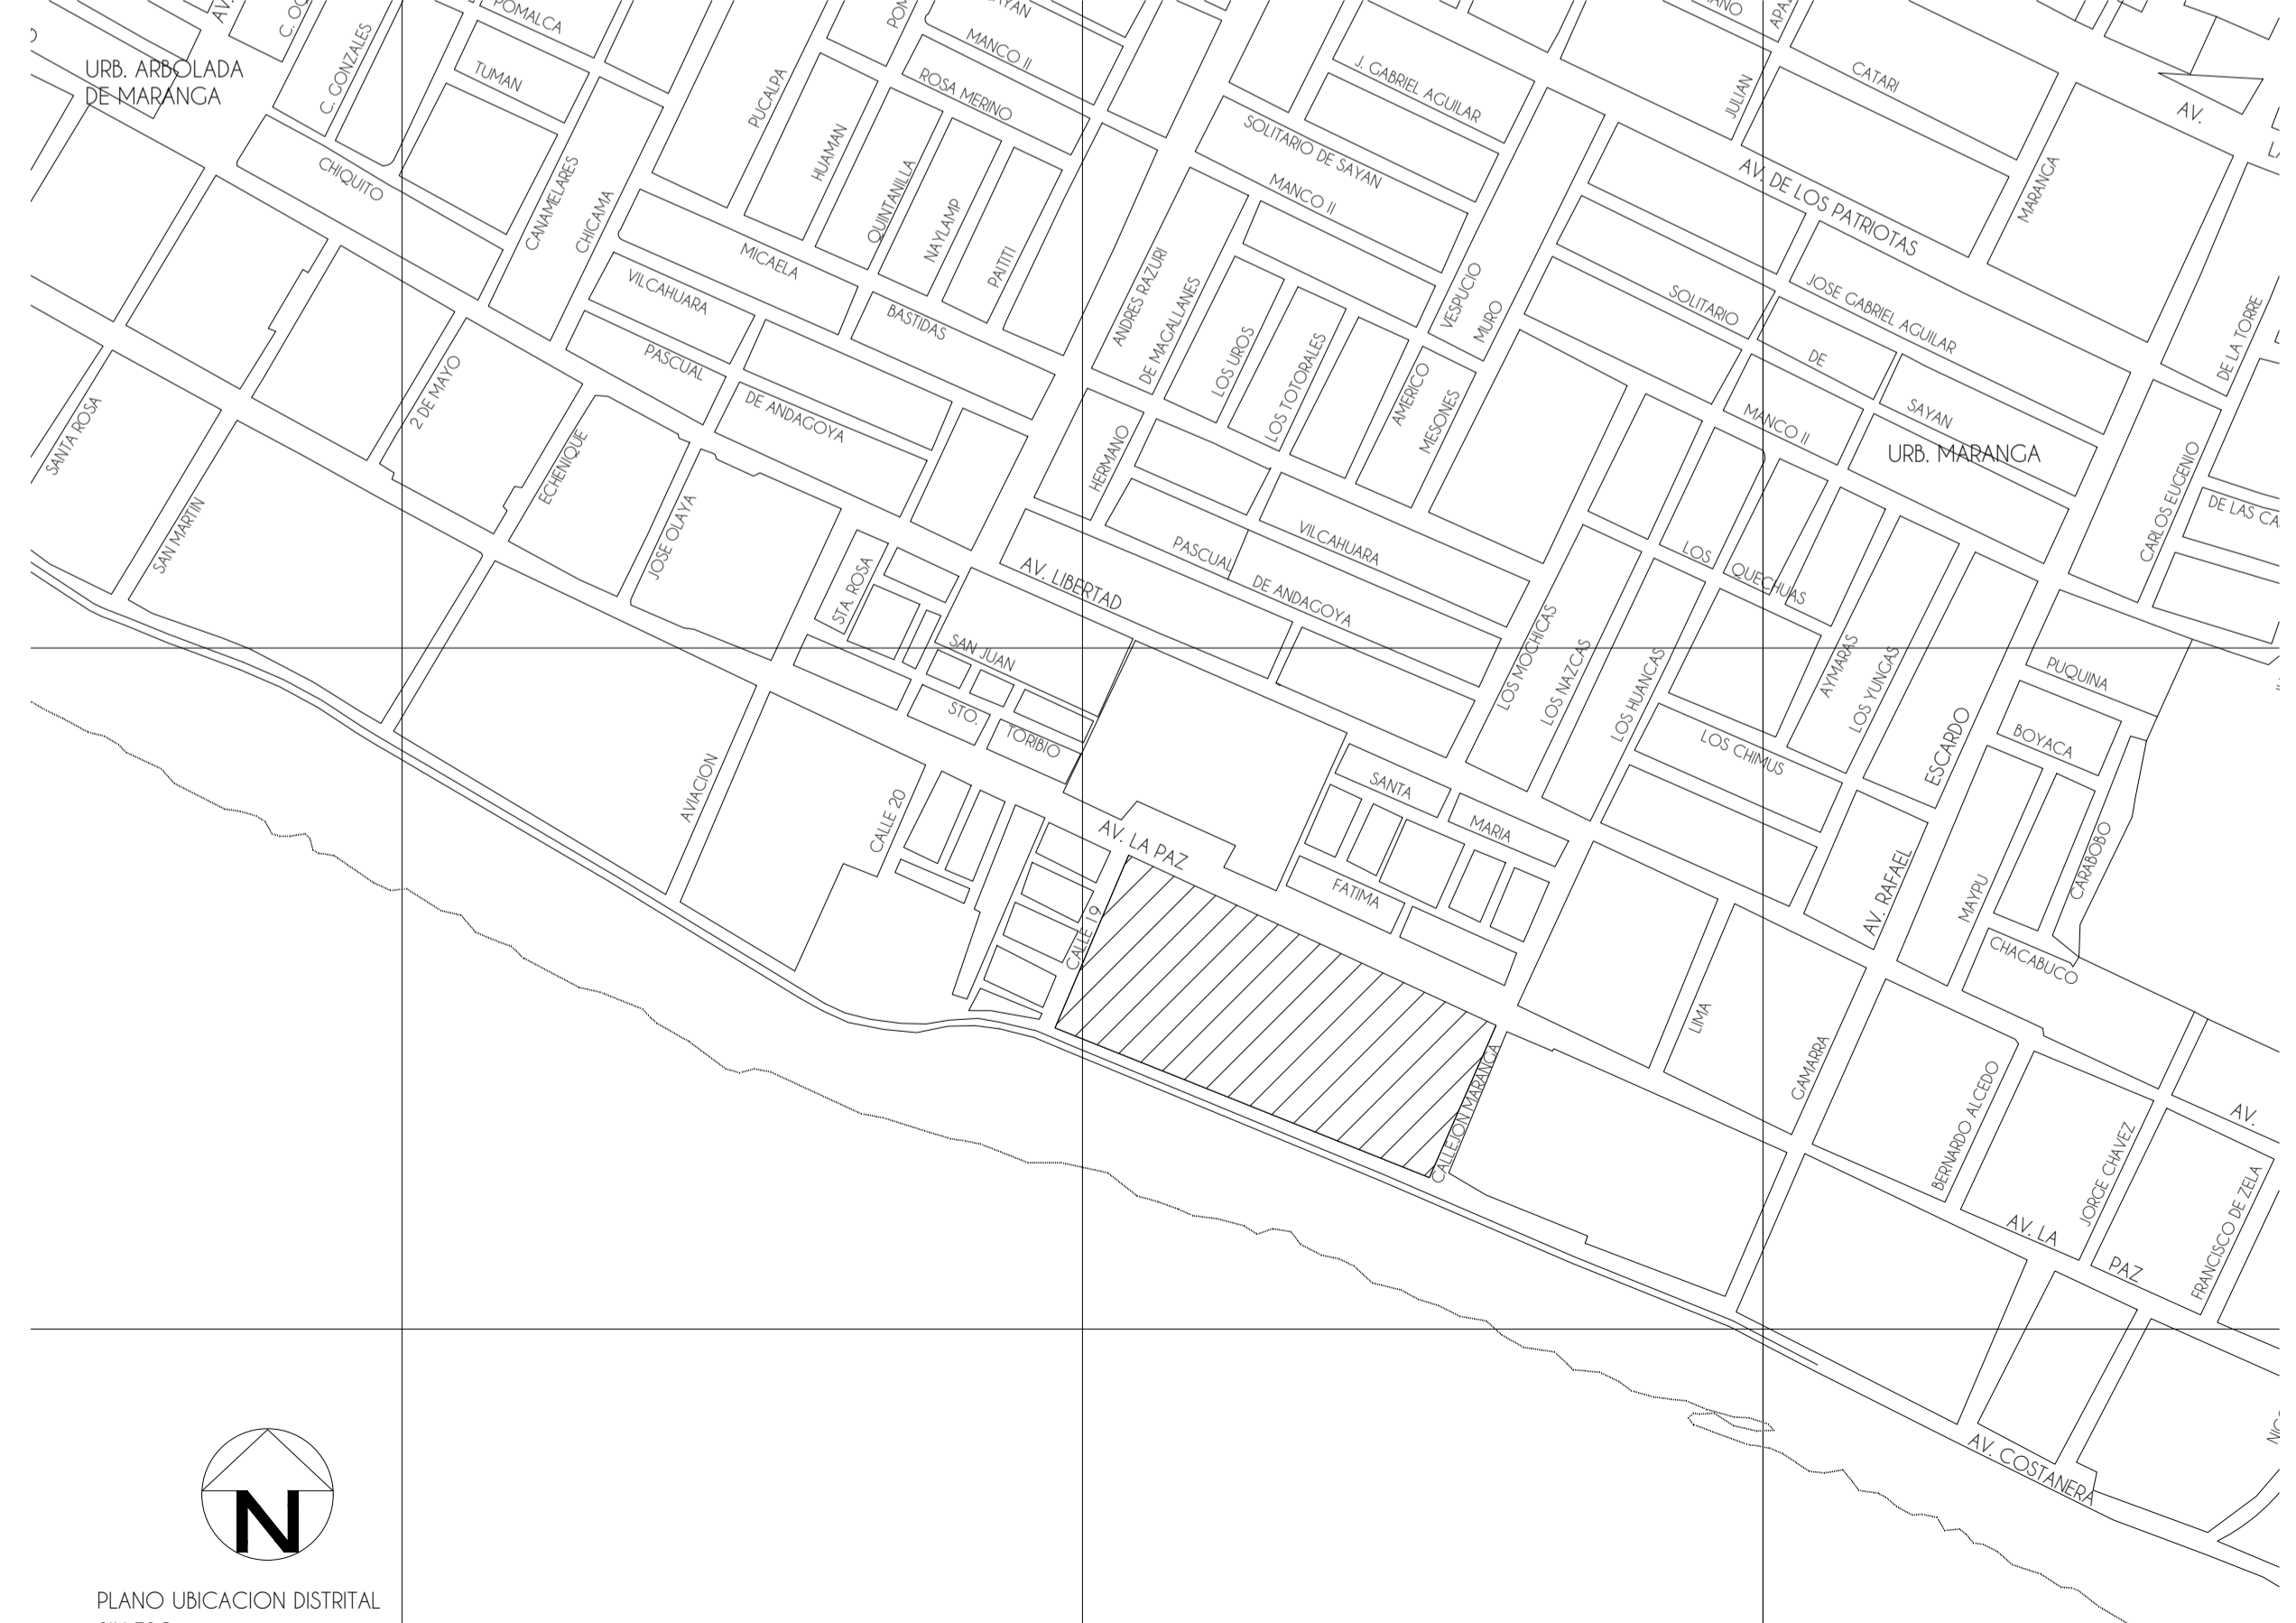 POMALCA
MANCO II
C. GONZALES
URB. ARBOLADA
DE MARANGA
TUMAN
PUCALPA
ROSA MERINO
J. GABRIEL AGUILAR
CATARI
JULIAN
AV.
HUAMAN
SOLITARIO DE SAYAN
AV. DE LOS PATRIOTAS
CHIQUITO
CANAMELARES
CHICAMA
QUINTANILLA
NAYLAMP
PAITITI
MANCO II
MARANGA
MICAELA
VILCAHUARA
BASTIDAS
ANDRES RAZURI
DE MAGALLANES
VESPUCIO
MURO
SOLITARIO
JOSE GABRIEL AGUILAR
DE LA TORRE
PASCUAL
2 DE MAYO
LOS UROS
LOS TOTORALES
AMERICO
MESONES
DE
SAYAN
SANTA ROSA
DE ANDAGOYA
MANCO II
URB. MARANGA
ECHENIQUE
HERMANO
CARLOS EUGENIO
SAN MARTIN
JOSE OLAYA
VILCAHUARA
PASCUAL
LOS
QUECHUAS
STA. ROSA
AV. LIBERTAD
DE ANDAGOYA
SAN JUAN
LOS MOCHICAS
LOS NAZCAS
LOS HUANCAS
AYMARAS
LOS YUNGAS
PUQUINA
STO.
TORIBIO
LOS CHIMUS
ESCARDO
BOYACA
AVIACION
CALLE 20
AV. LA PAZ
SANTA
MARIA
CARABOBO
FATIMA
AV. RAFAEL
MAYPU
CALLE 19
CHACABUCO
LIMA
GAMARRA
CALLEJON MARANGA
BERNARDO ALCEDO
AV.
JORGE CHAVEZ
FRANCISCO DE ZELA
AV. LA
PAZ
AV. COSTANERA
N
PLANO UBICACION DISTRITAL